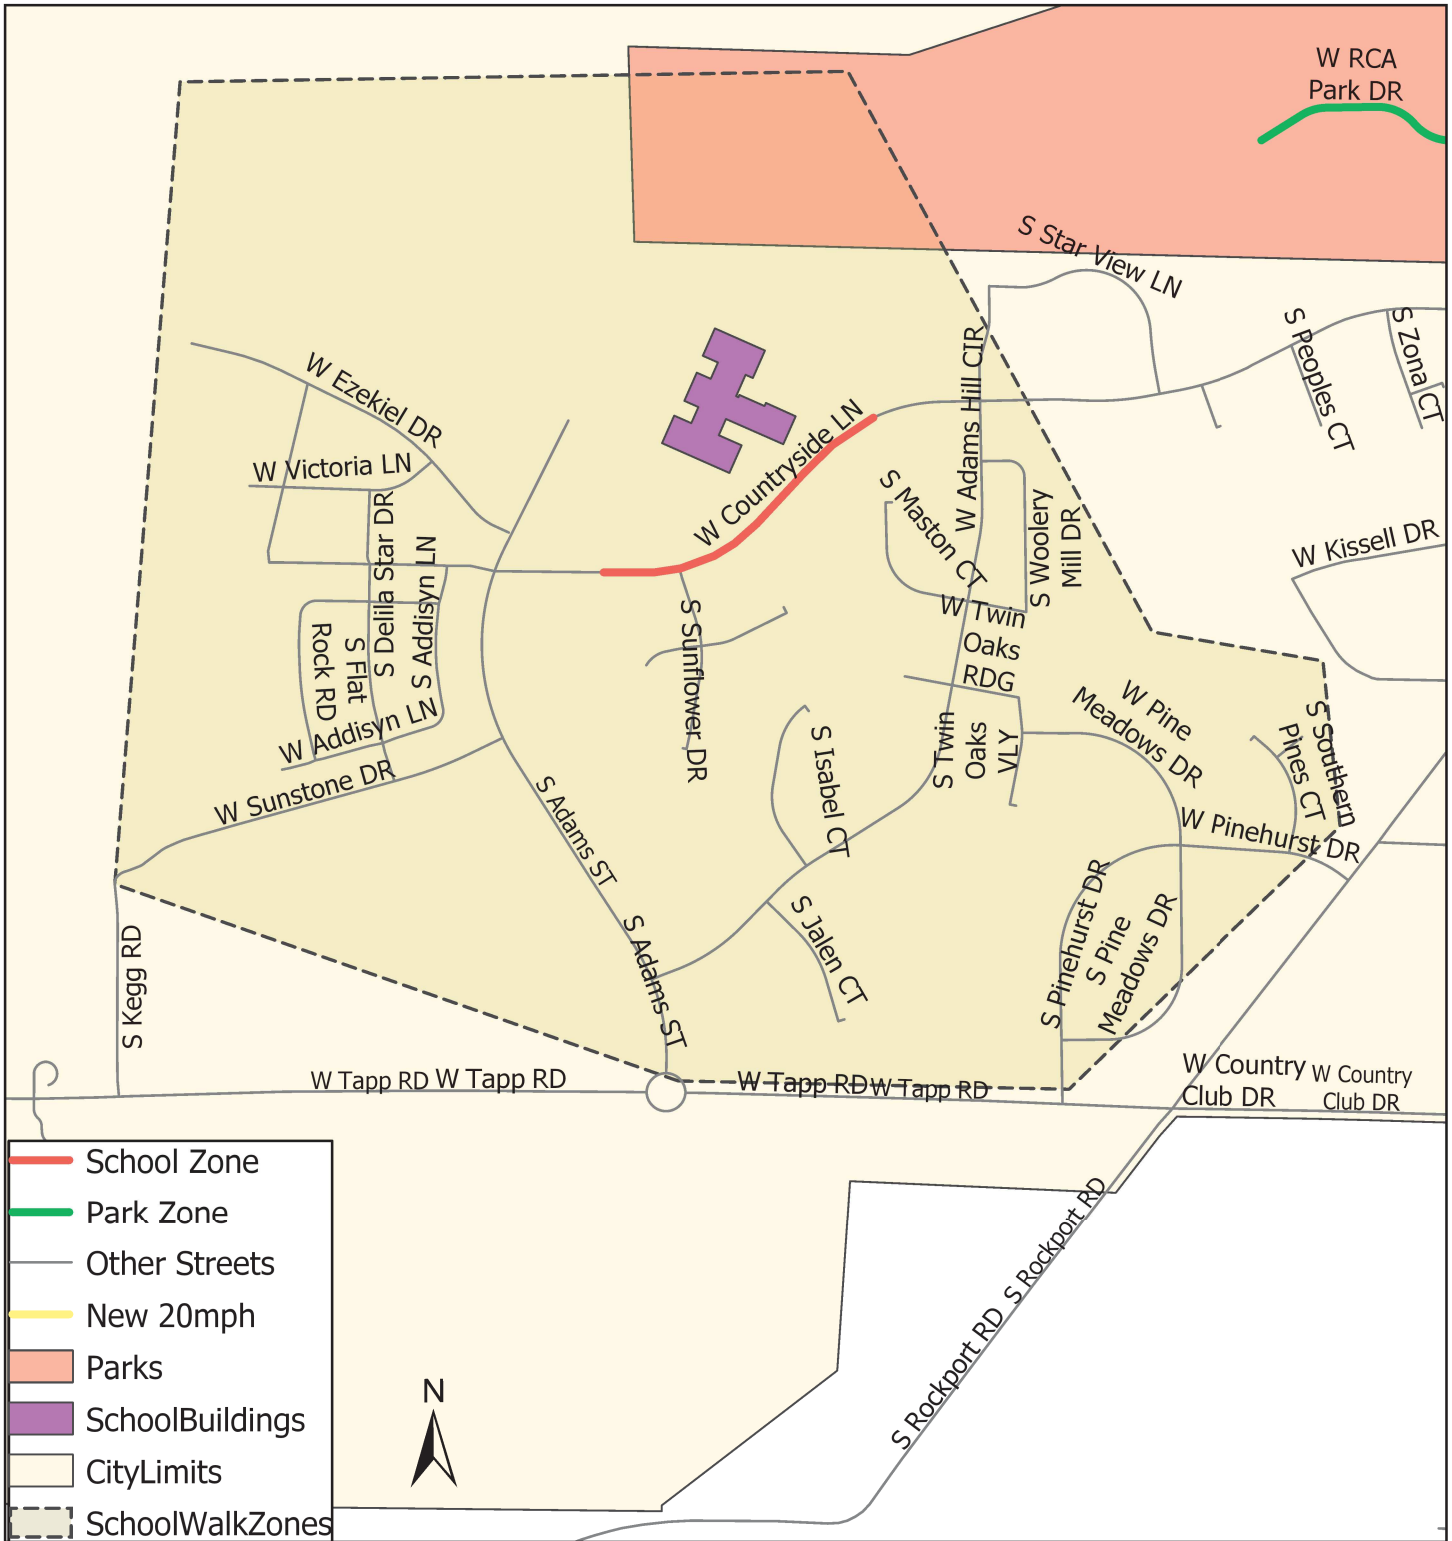 W RCA
Park DR
S Star View LN
S Peoples CT
S Zona CT
W Ezekiel DR
W Victoria LN
W Countryside LN
W Adams Hill CIR
S Maston CT
S Woolery
Mill DR
W Kissell DR
S Delila Star DR
S Addisyn LN
S Flat
Rock RD
W Addisyn LN
W Sunstone DR
S Sunflower DR
W Twin
Oaks
RDG
S Twin
Oaks
VLY
W Pine
Meadows DR
S Southern
Pines CT
S Isabel CT
W Pinehurst DR
S Adams ST
S Adams ST
S Jalen CT
S Pinehurst DR
S Pine
Meadows DR
S Kegg RD
W Tapp RD
W Tapp RD
W Tapp RD
W Tapp RD
W Country
Club DR
W Country
Club DR
S Rockport RD
S Rockport RD
School Zone
Park Zone
Other Streets
New 20mph
Parks
SchoolBuildings
CityLimits
SchoolWalkZones
N